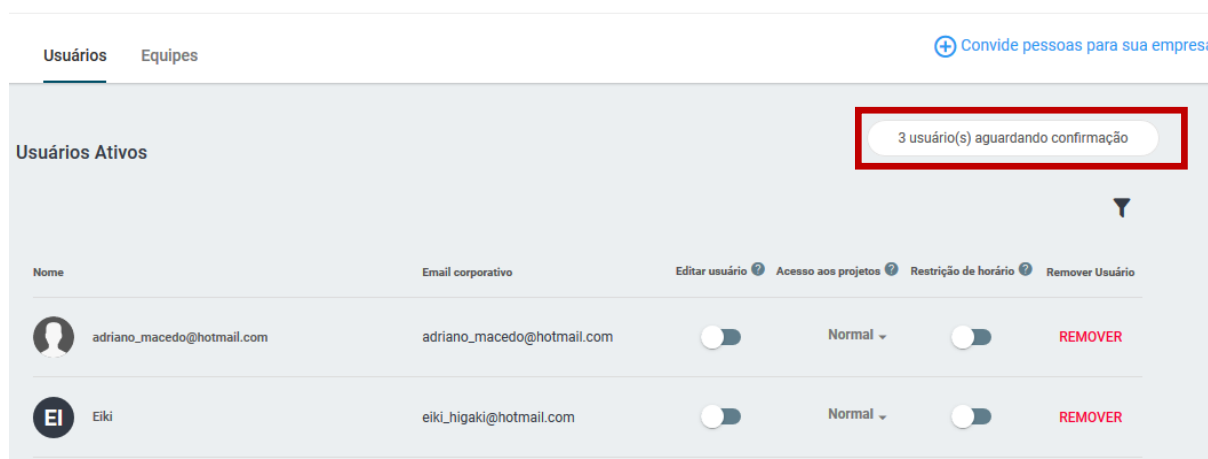 Usuários Equipes Convide pessoas para sua empresa
3 usuário(s) aguardando confirmação
Usuários Ativos
Nome Email corporativo Editar usuário ? Acesso aos projetos ? Restrição de horário ? Remover Usuário
adriano_macedo@hotmail.com adriano_macedo@hotmail.com Normal REMOVER
EI Eiki eiki_higaki@hotmail.com Normal REMOVER